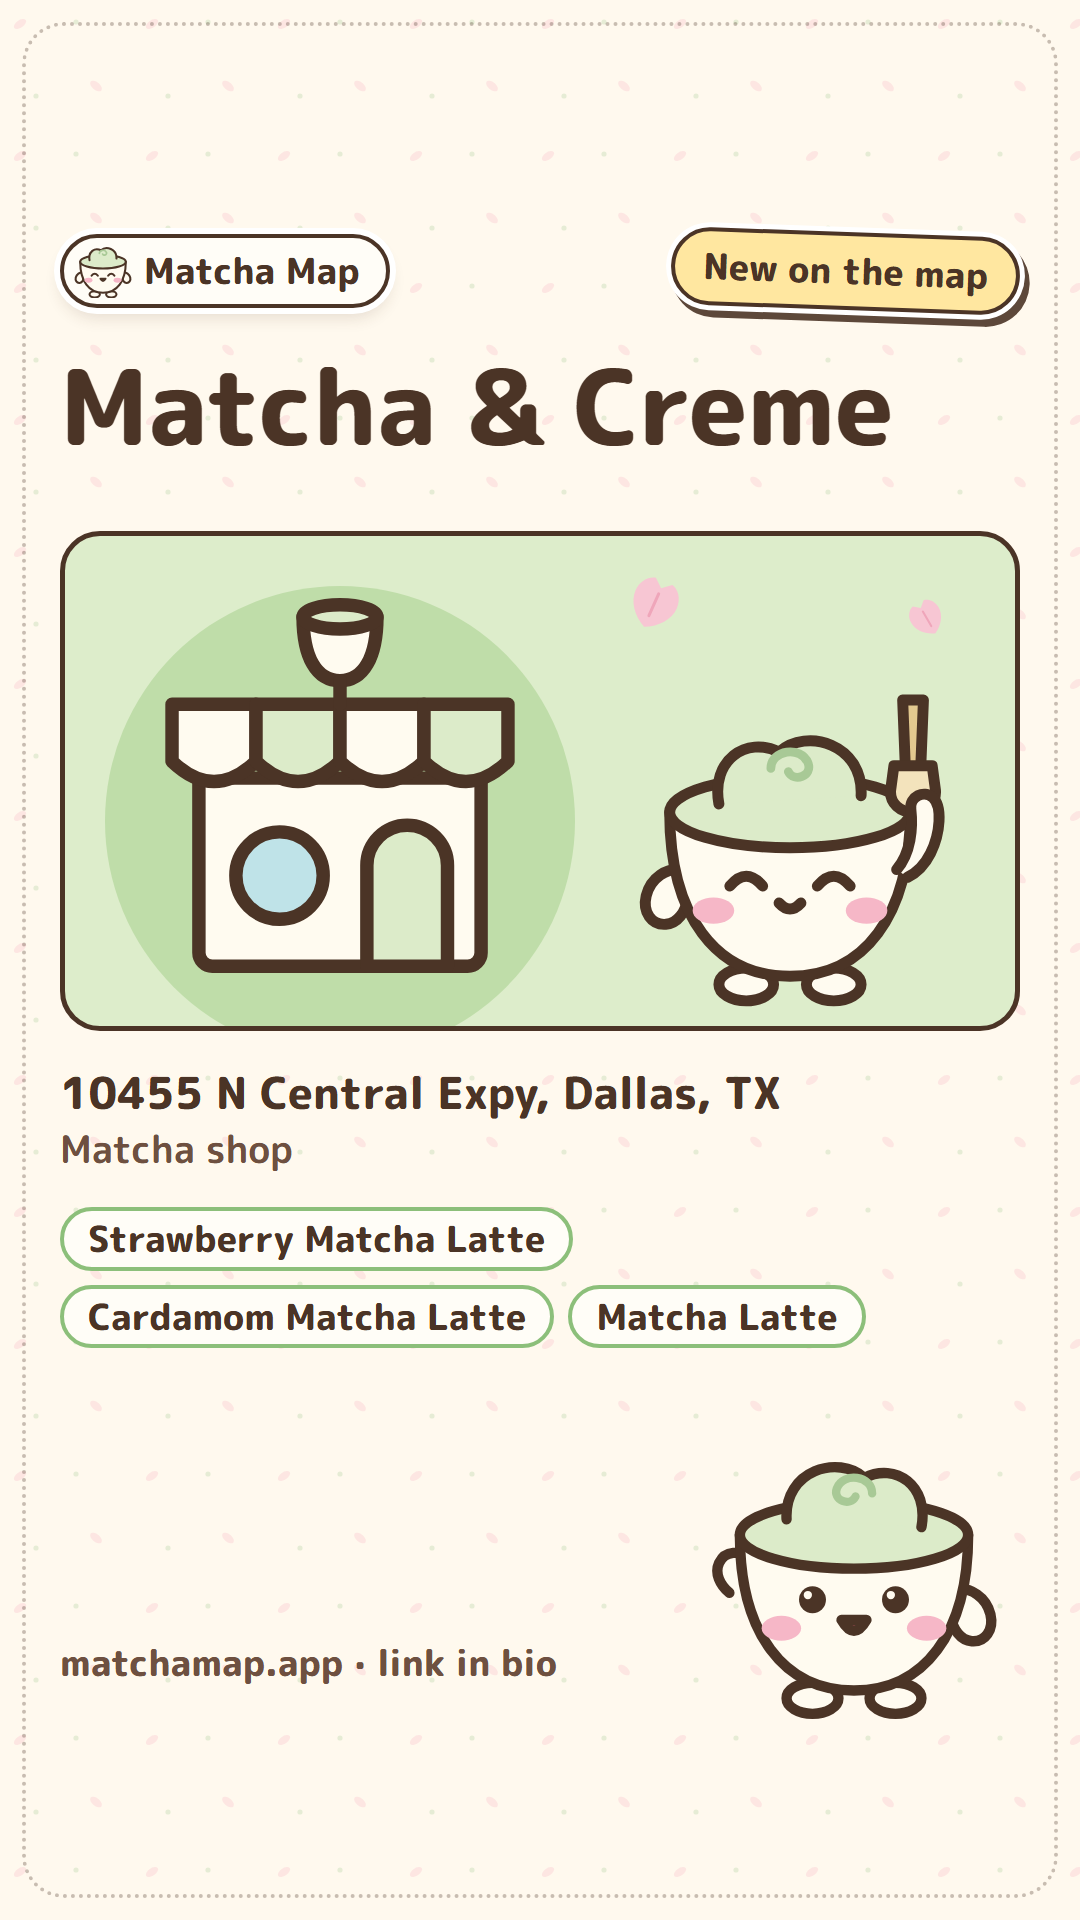 Matcha Map
New on the map
Matcha & Creme
10455 N Central Expy, Dallas, TX
Matcha shop
Strawberry Matcha Latte
Cardamom Matcha Latte
Matcha Latte
matchamap.app · link in bio